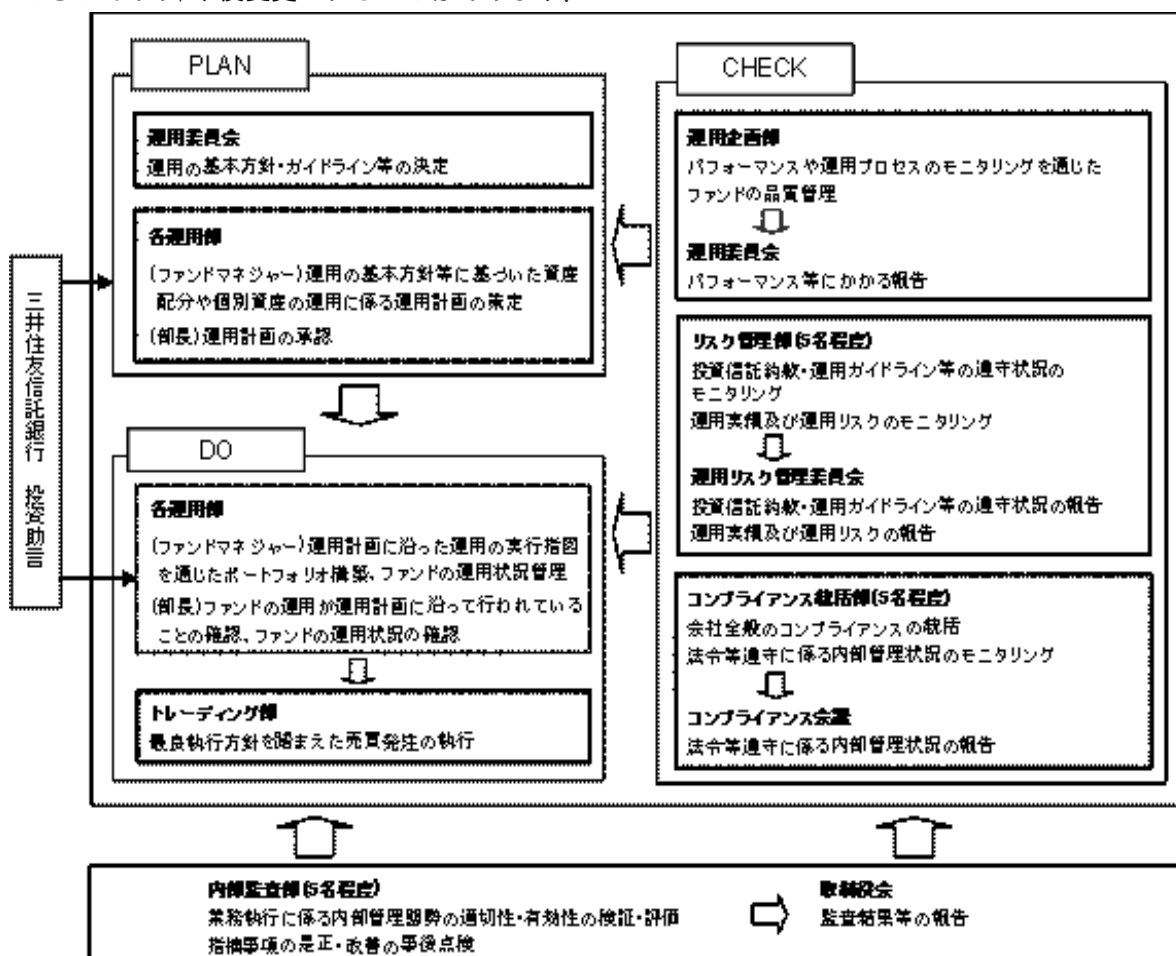 PLAN
運用委員会
運用の基本方針・ガイドライン等の決定
各運用部
(ファンドマネジャー)運用の基本方針等に基づいた資産
配分や個別資産の運用に係る運用計画の策定
(部長)運用計画の承認
DO
各運用部
(ファンドマネジャー)運用計画に沿った運用の実行指図
を通じたポートフォリオ構築、ファンドの運用状況管理
(部長)ファンドの運用が運用計画に沿って行われている
ことの確認、ファンドの運用状況の確認
トレーディング部
最良執行方針を踏まえた売買発注の執行
三井住友信託銀行 投資助言
CHECK
運用企画部
パフォーマンスや運用プロセスのモニタリングを通じた
ファンドの品質管理
運用委員会
パフォーマンス等にかかる報告
リスク管理部(5名程度)
投資信託約款・運用ガイドライン等の遵守状況の
モニタリング
運用実績及び運用リスクのモニタリング
運用リスク管理委員会
投資信託約款・運用ガイドライン等の遵守状況の報告
運用実績及び運用リスクの報告
コンプライアンス統括部(5名程度)
会社全般のコンプライアンスの統括
法令等遵守に係る内部管理状況のモニタリング
コンプライアンス会議
法令等遵守に係る内部管理状況の報告
内部監査部(5名程度)
業務執行に係る内部管理態勢の適切性・有効性の検証・評価
指摘事項の是正・改善の事後点検
取締役会
監査結果等の報告